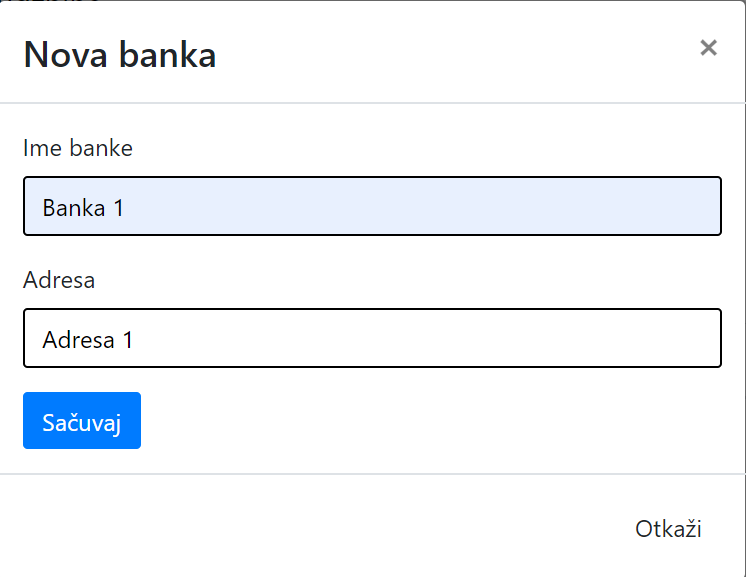 Nova banka
×
Ime banke
Banka 1
Adresa
Adresa 1
Sačuvaj
Otkaži